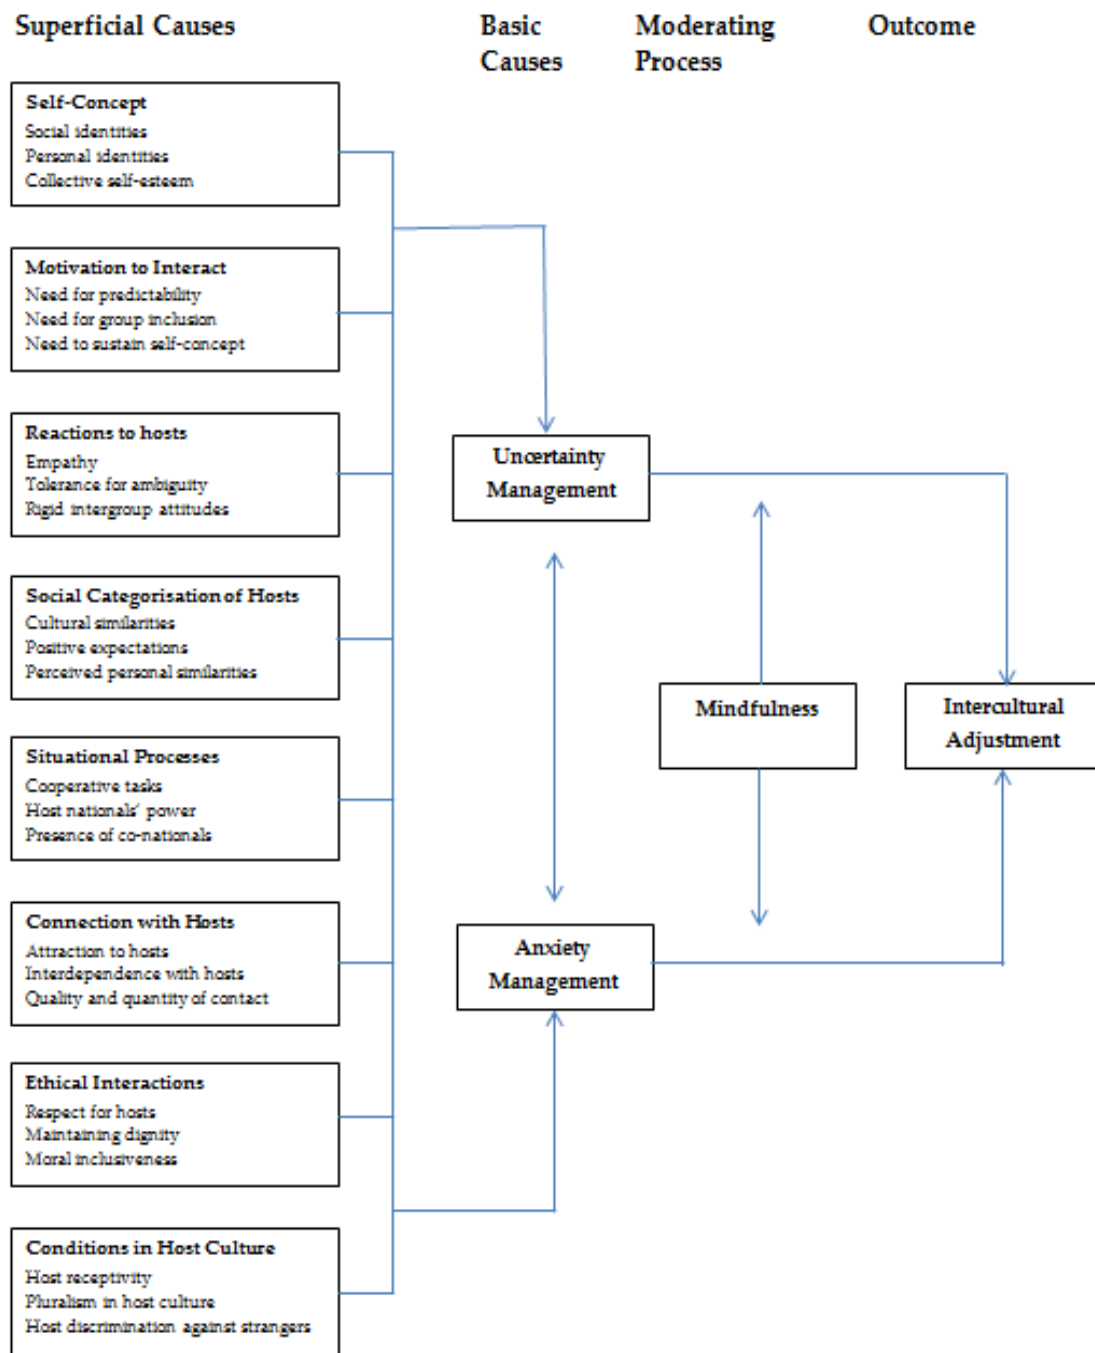 Superficial Causes
Basic
Causes
Moderating
Process
Outcome
Self-Concept
Social identities
Personal identities
Collective self-esteem
Motivation to Interact
Need for predictability
Need for group inclusion
Need to sustain self-concept
Reactions to hosts
Empathy
Tolerance for ambiguity
Rigid intergroup attitudes
Social Categorisation of Hosts
Cultural similarities
Positive expectations
Perceived personal similarities
Situational Processes
Cooperative tasks
Host nationals' power
Presence of co-nationals
Connection with Hosts
Attraction to hosts
Interdependence with hosts
Quality and quantity of contact
Ethical Interactions
Respect for hosts
Maintaining dignity
Moral inclusiveness
Conditions in Host Culture
Host receptivity
Pluralism in host culture
Host discrimination against strangers
Uncertainty
Management
Anxiety
Management
Mindfulness
Intercultural
Adjustment